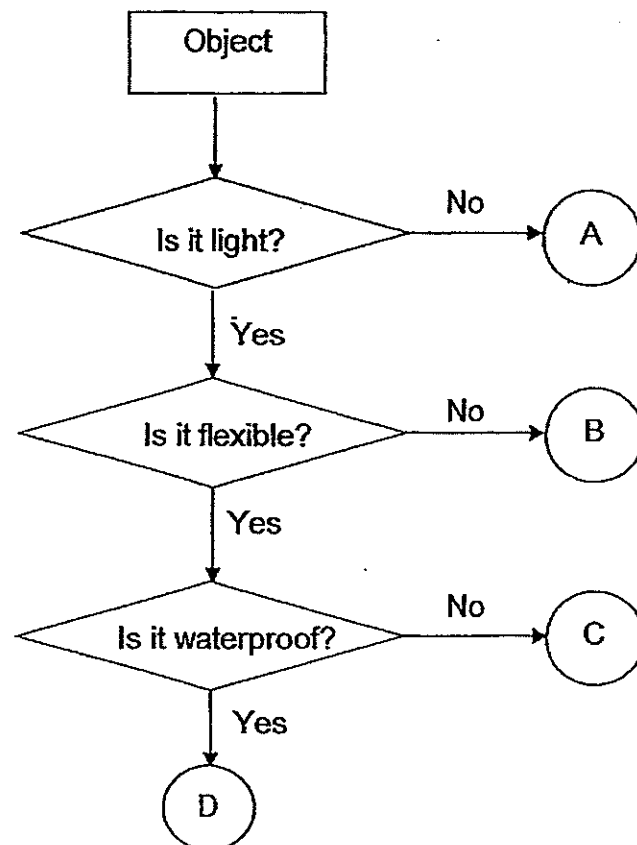 Object
Is it light?
No
A
Yes
Is it flexible?
No
B
Yes
Is it waterproof?
No
C
Yes
D